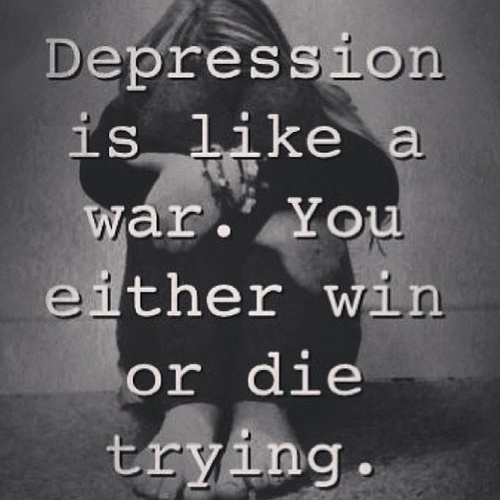 Depression
is like a
war. You
either win
or die
trying.